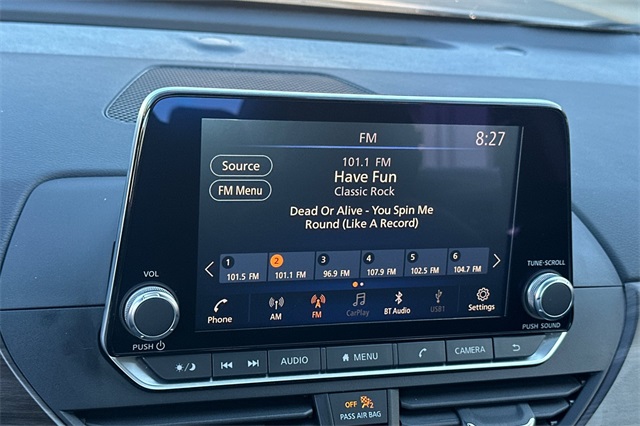 FM
8:27
Source
FM Menu
101.1 FM
Have Fun
Classic Rock
Dead Or Alive - You Spin Me
Round (Like A Record)
1 2 3 4 5 6
101.5 FM 101.1 FM 96.9 FM 107.9 FM 102.5 FM 104.7 FM
Phone AM FM CarPlay BT Audio USB1 Settings
VOL
PUSH
TUNE·SCROLL
PUSH SOUND
AUDIO MENU CAMERA
OFF
PASS AIR BAG